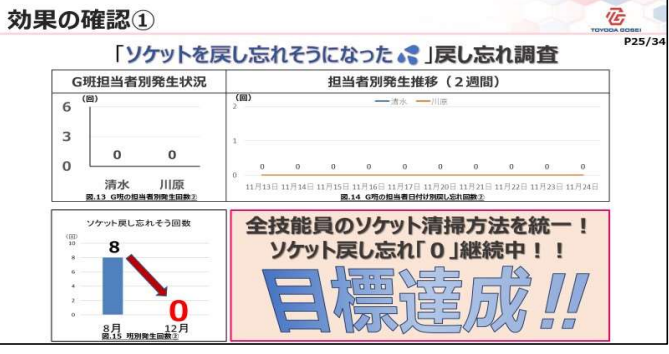 効果の確認①
TOYODA GOSEI
P25/34
「ソケットを戻し忘れそうになった💦」戻し忘れ調査
G班担当者別発生状況
(回)
6
3
0
0 0
清水 川原
図.13 G班の担当者別発生回数②
担当者別発生推移（２週間）
(回)
清水 川原
2
1
0
0 0 0 0 0 0 0 0 0 0
11月13日 11月14日 11月15日 11月16日 11月17日 11月20日 11月21日 11月22日 11月23日 11月24日
図.14 G班の担当者日付け別戻し忘れ回数②
ソケット戻し忘れそう回数
(回)
10
8
6
4
2
0
8
0
8月 12月
図.15 班別発生回数②
全技能員のソケット清掃方法を統一！
ソケット戻し忘れ「０」継続中！！
目標達成!!